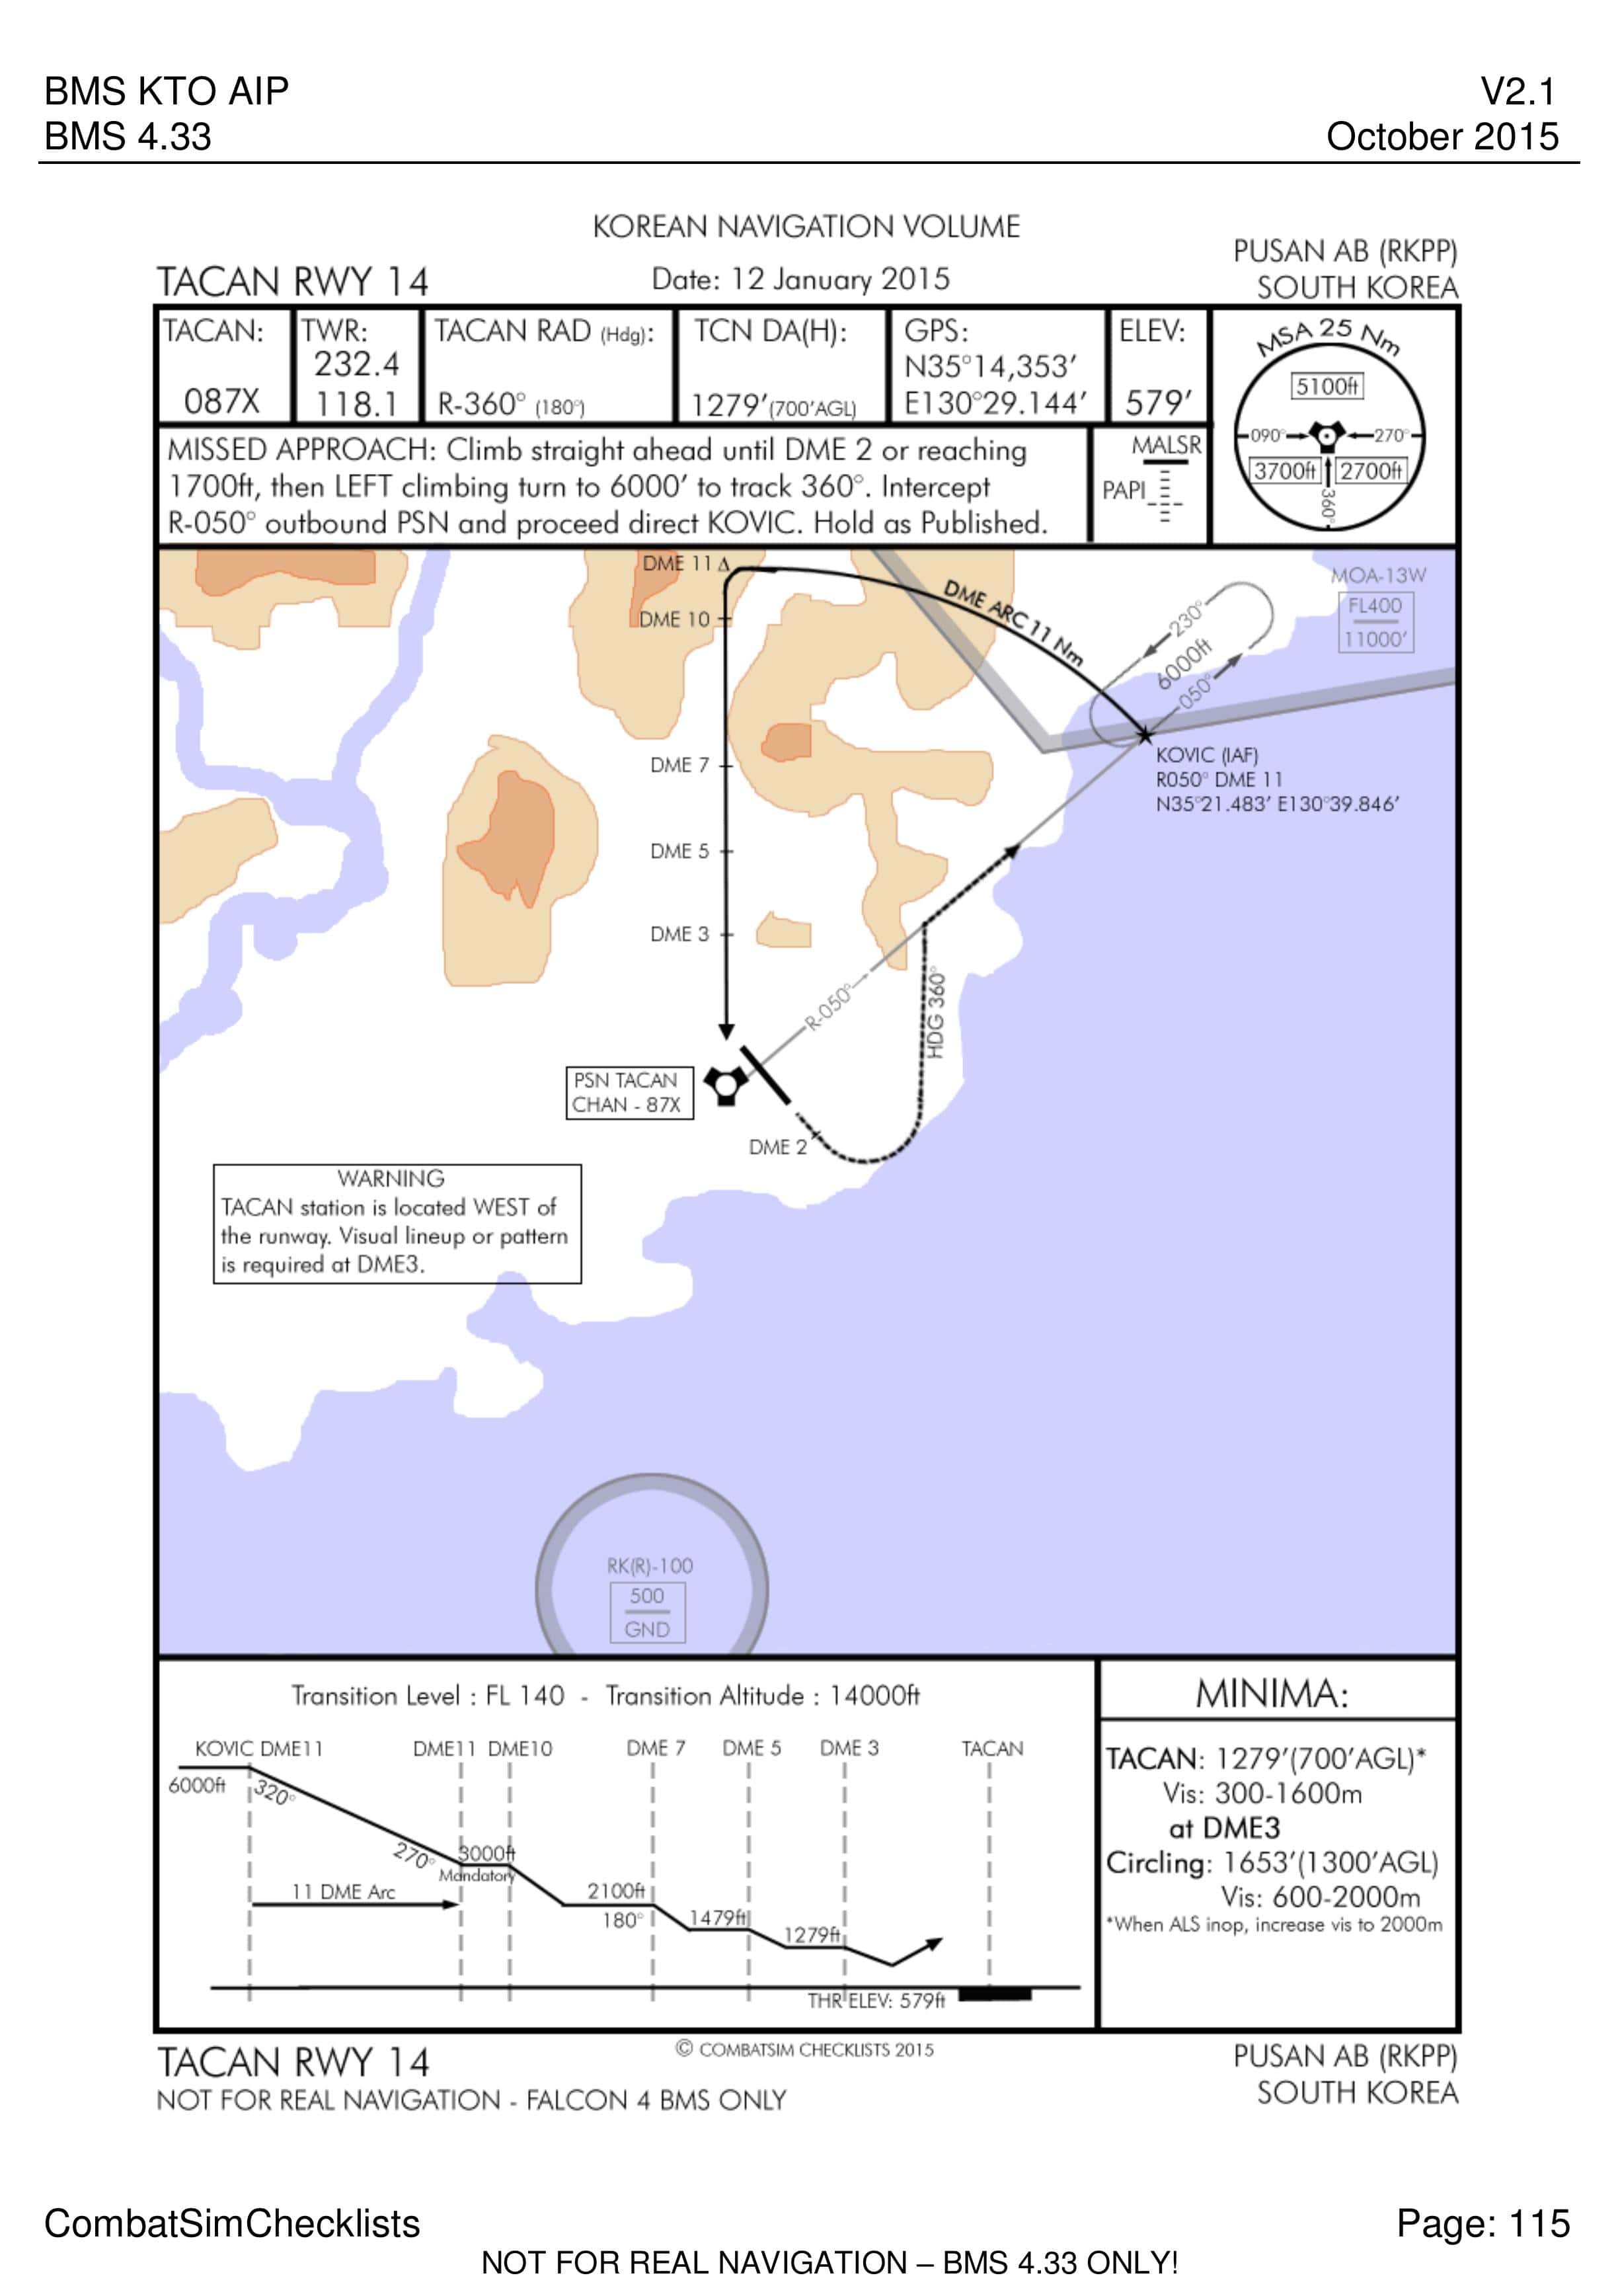 BMS KTO AIP
V2.1
BMS 4.33
October 2015
KOREAN NAVIGATION VOLUME
PUSAN AB (RKPP)
TACAN RWY 14
Date: 12 January 2015
SOUTH KOREA
TACAN:
087X
TWR:
232.4
118.1
TACAN RAD (Hdg):
R-360° (180°)
TCN DA(H):
1279'(700'AGL)
GPS:
N35°14,353'
E130°29.144'
ELEV:
579'
MSA 25 Nm
5100ft
090°
270°
3700ft
2700ft
360°
MISSED APPROACH: Climb straight ahead until DME 2 or reaching
1700ft, then LEFT climbing turn to 6000' to track 360°. Intercept
R-050° outbound PSN and proceed direct KOVIC. Hold as Published.
MALSR
PAPI
DME 11 Δ
DME 10
DME ARC 11 Nm
230°
6000ft
050°
MOA-13W
FL400
11000'
KOVIC (IAF)
R050° DME 11
N35°21.483' E130°39.846'
DME 7
DME 5
DME 3
R-050°
HDG 360°
PSN TACAN
CHAN - 87X
DME 2
WARNING
TACAN station is located WEST of
the runway. Visual lineup or pattern
is required at DME3.
RK(R)-100
500
GND
Transition Level : FL 140 - Transition Altitude : 14000ft
KOVIC DME11
DME11 DME10
DME 7
DME 5
DME 3
TACAN
6000ft
320°
270°
3000ft
Mandatory
11 DME Arc
2100ft
180°
1479ft
1279ft
THR ELEV: 579ft
MINIMA:
TACAN: 1279'(700'AGL)*
Vis: 300-1600m
at DME3
Circling: 1653'(1300'AGL)
Vis: 600-2000m
*When ALS inop, increase vis to 2000m
TACAN RWY 14
© COMBATSIM CHECKLISTS 2015
PUSAN AB (RKPP)
NOT FOR REAL NAVIGATION - FALCON 4 BMS ONLY
SOUTH KOREA
CombatSimChecklists
Page: 115
NOT FOR REAL NAVIGATION – BMS 4.33 ONLY!